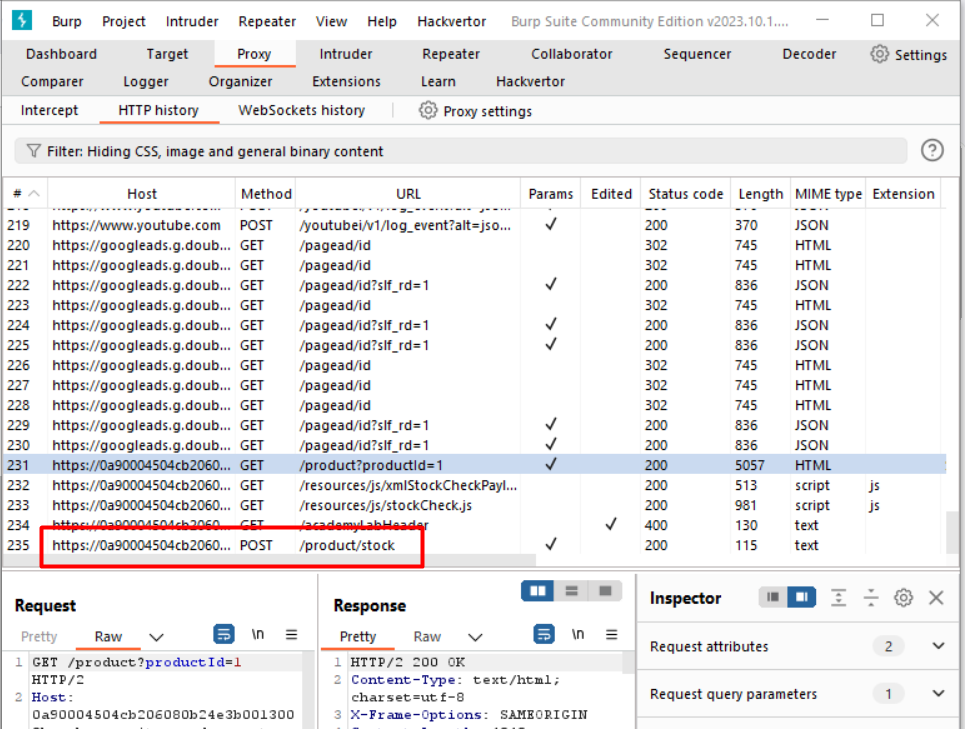 Burp Project Intruder Repeater View Help Hackvertor Burp Suite Community Edition v2023.10.1....
Dashboard Target Proxy Intruder Repeater Collaborator Sequencer Decoder Settings
Comparer Logger Organizer Extensions Learn Hackvertor
Intercept HTTP history WebSockets history Proxy settings
Filter: Hiding CSS, image and general binary content
# Host Method URL Params Edited Status code Length MIME type Extension
219 https://www.youtube.com POST /youtubei/v1/log_event?alt=jso... ✓ 200 370 JSON
220 https://googleads.g.doub... GET /pagead/id 302 745 HTML
221 https://googleads.g.doub... GET /pagead/id 302 745 HTML
222 https://googleads.g.doub... GET /pagead/id?slf_rd=1 ✓ 200 836 JSON
223 https://googleads.g.doub... GET /pagead/id 302 745 HTML
224 https://googleads.g.doub... GET /pagead/id?slf_rd=1 ✓ 200 836 JSON
225 https://googleads.g.doub... GET /pagead/id?slf_rd=1 ✓ 200 836 JSON
226 https://googleads.g.doub... GET /pagead/id 302 745 HTML
227 https://googleads.g.doub... GET /pagead/id 302 745 HTML
228 https://googleads.g.doub... GET /pagead/id 302 745 HTML
229 https://googleads.g.doub... GET /pagead/id?slf_rd=1 ✓ 200 836 JSON
230 https://googleads.g.doub... GET /pagead/id?slf_rd=1 ✓ 200 836 JSON
231 https://0a90004504cb2060... GET /product?productId=1 ✓ 200 5057 HTML
232 https://0a90004504cb2060... GET /resources/js/xmlStockCheckPayl... 200 513 script js
233 https://0a90004504cb2060... GET /resources/js/stockCheck.js 200 981 script js
234 https://0a90004504cb2060... GET /academyLabHeader ✓ 400 130 text
235 https://0a90004504cb2060... POST /product/stock ✓ 200 115 text
Request
Pretty Raw \n
1 GET /product?productId=1
HTTP/2
2 Host:
0a90004504cb206080b24e3b001300
Response
Pretty Raw \n
1 HTTP/2 200 OK
2 Content-Type: text/html;
charset=utf-8
3 X-Frame-Options: SAMEORIGIN
Inspector
Request attributes 2
Request query parameters 1